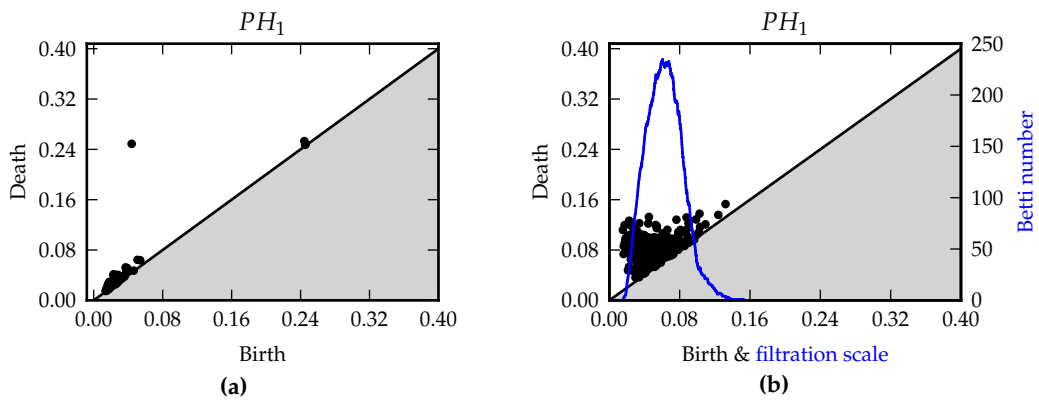 PH₁
0.40
0.32
0.24
0.16
0.08
0.00
Death
0.00 0.08 0.16 0.24 0.32 0.40
Birth
(a)
PH₁
0.40
0.32
0.24
0.16
0.08
0.00
Death
250
200
150
100
50
0
Betti number
0.00 0.08 0.16 0.24 0.32 0.40
Birth & filtration scale
(b)